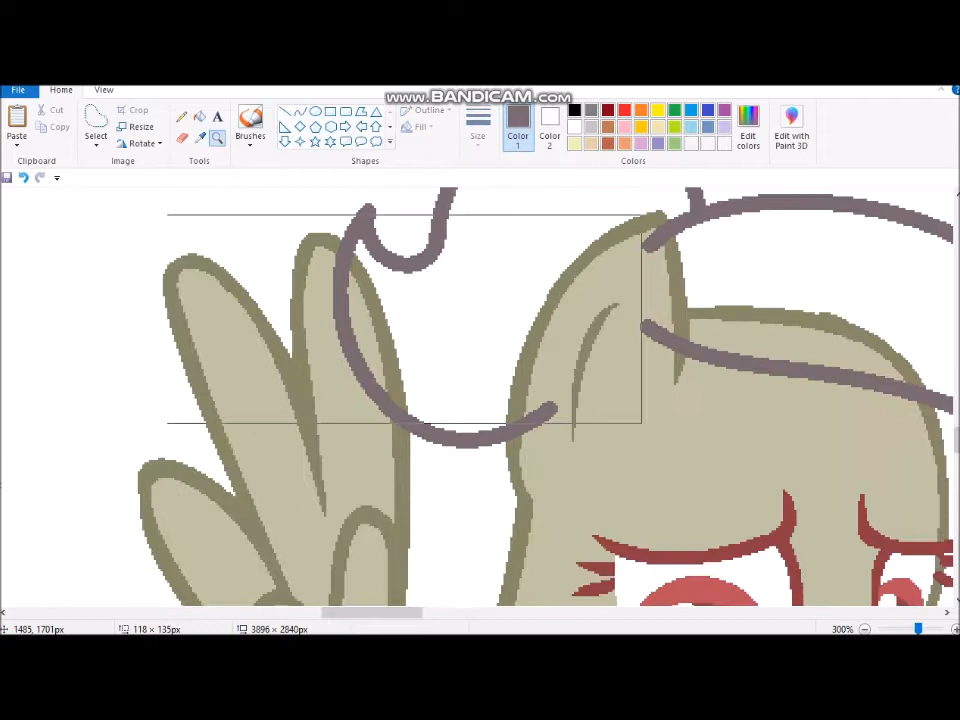 File Home View
www.BANDICAM.com
Paste
Cut
Copy
Clipboard
Select
Crop
Resize
Rotate
Image
A
Tools
Brushes
Outline
Fill
Shapes
Size
Color 1
Color 2
Edit colors
Colors
Edit with Paint 3D
1485, 1701px 118 × 135px 3896 × 2840px 300%